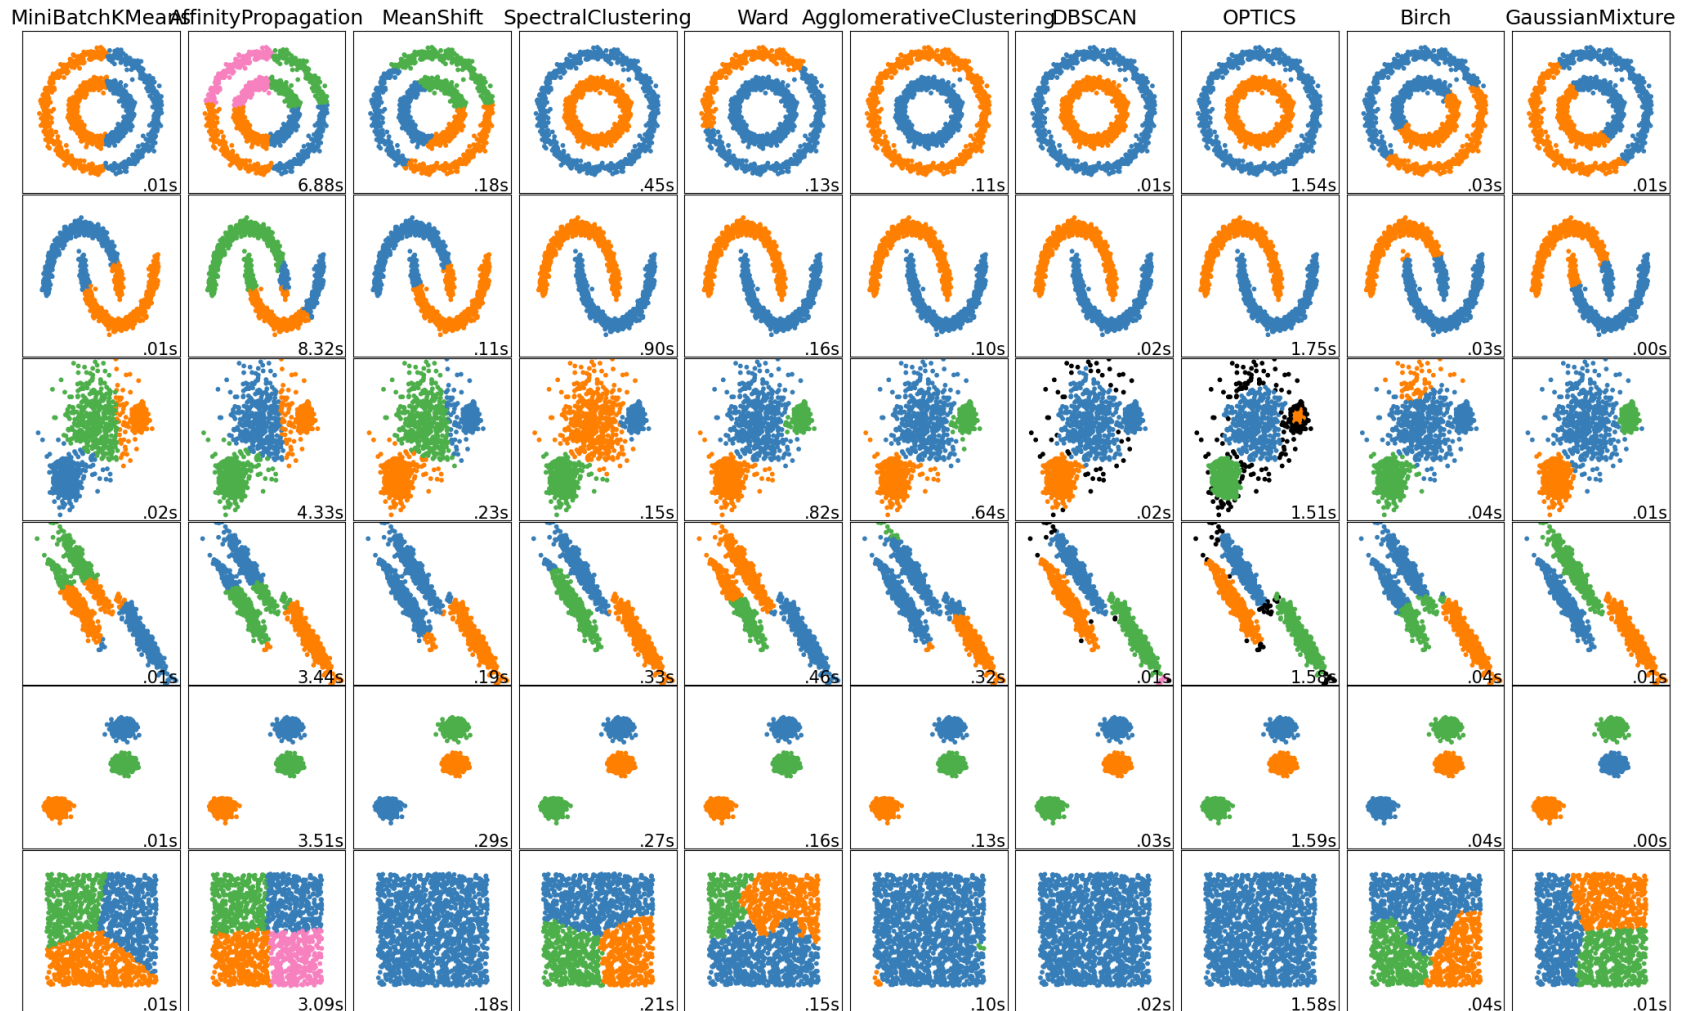 MiniBatchKMeans AffinityPropagation MeanShift SpectralClustering Ward AgglomerativeClustering DBSCAN OPTICS Birch GaussianMixture
.01s 6.88s .18s .45s .13s .11s .01s 1.54s .03s .01s
.01s 8.32s .11s .90s .16s .10s .02s 1.75s .03s .00s
.02s 4.33s .23s .15s .82s .64s .02s 1.51s .04s .01s
.01s 3.44s .19s .33s .46s .32s .01s 1.58s .04s .01s
.01s 3.51s .29s .27s .16s .13s .03s 1.59s .04s .00s
.01s 3.09s .18s .21s .15s .10s .02s 1.58s .04s .01s